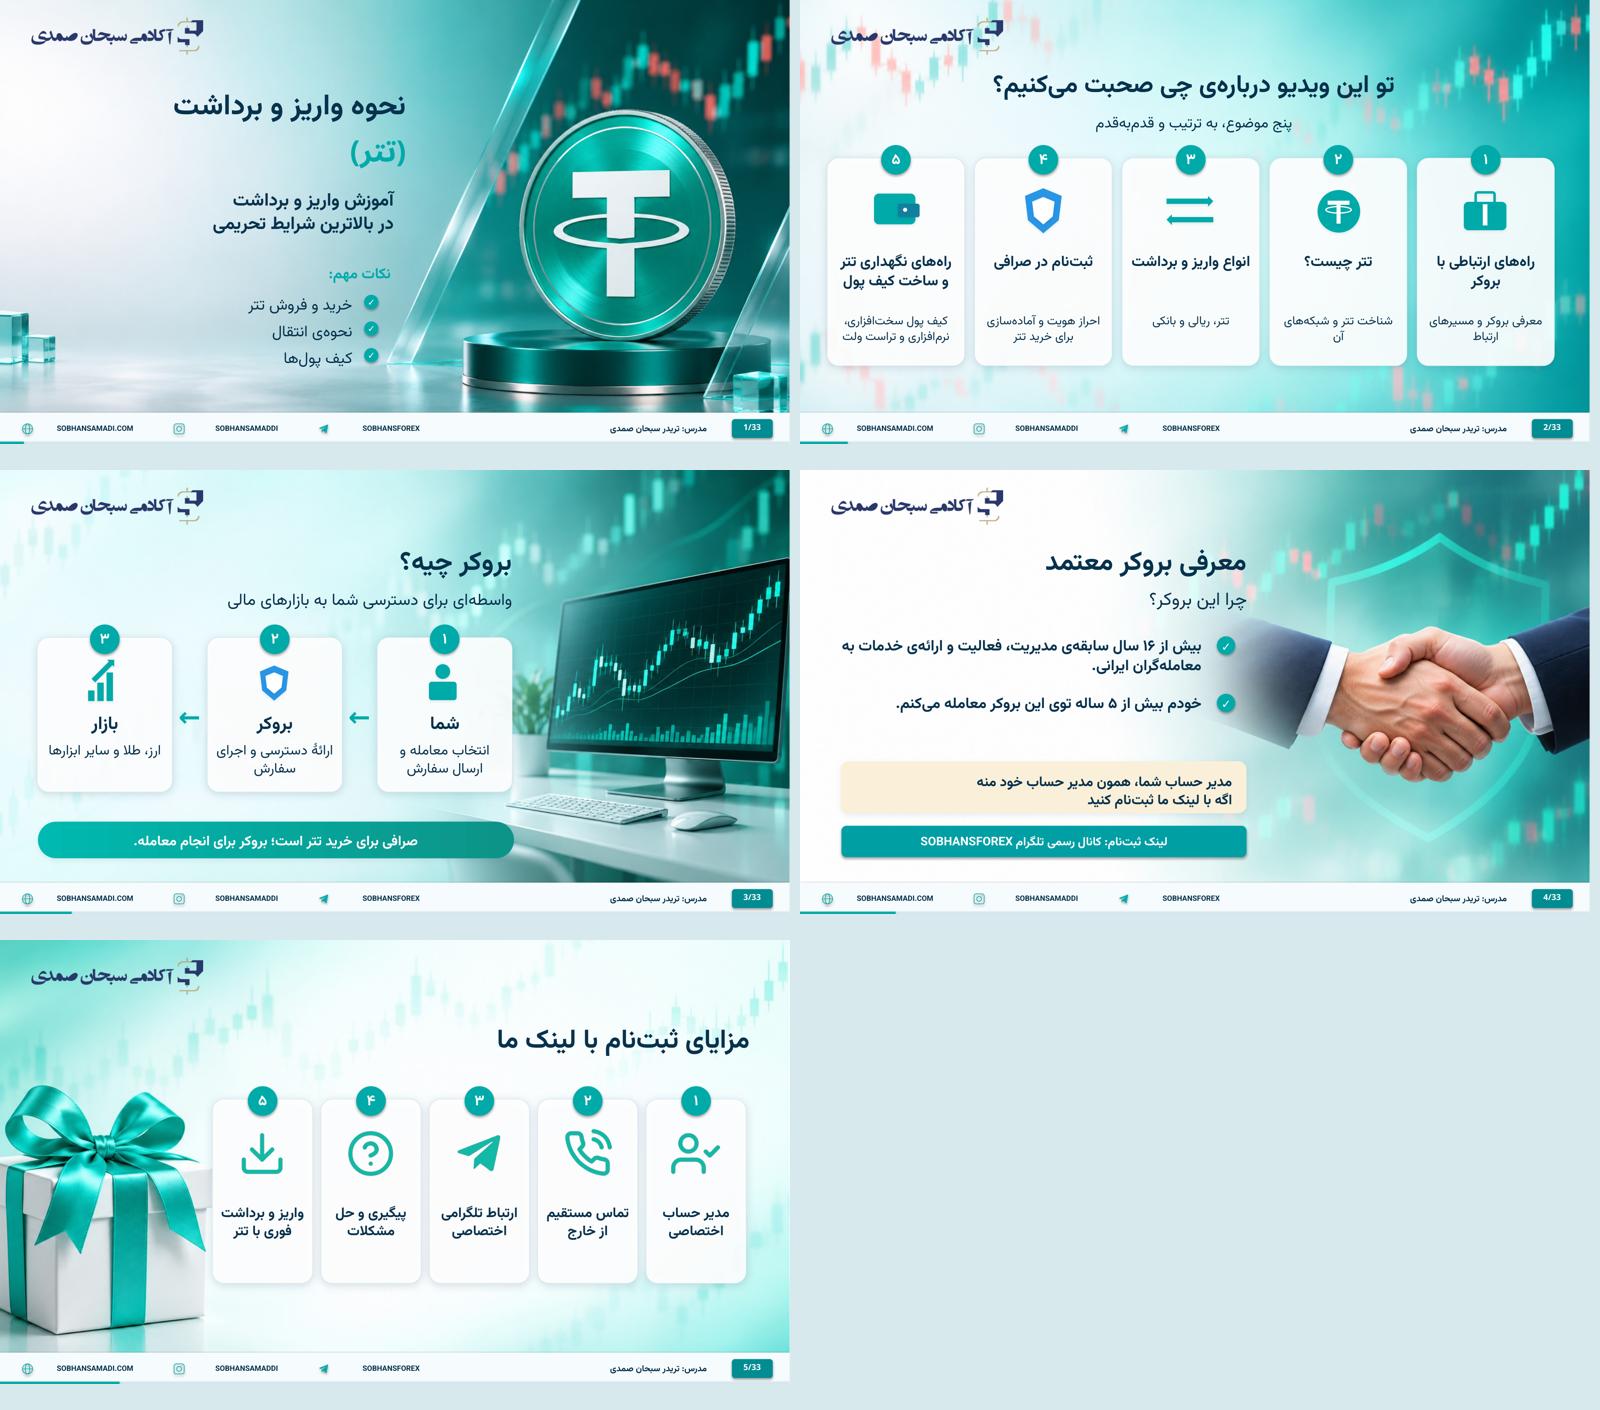 آکادمی سبحان صمدی
نحوه واریز و برداشت
(تتر)
آموزش واریز و برداشت
در بالاترین شرایط تحریمی
نکات مهم:
خرید و فروش تتر
نحوه‌ی انتقال
کیف پول‌ها
SOBHANSAMADI.COM
SOBHANSAMADDI
SOBHANSFOREX
مدرس: تریدر سبحان صمدی
1/33
آکادمی سبحان صمدی
تو این ویدیو درباره‌ی چی صحبت می‌کنیم؟
پنج موضوع، به ترتیب و قدم‌به‌قدم
۱
راه‌های ارتباطی با
بروکر
معرفی بروکر و مسیرهای
ارتباط
۲
تتر چیست؟
شناخت تتر و شبکه‌های
آن
۳
انواع واریز و برداشت
تتر، ریالی و بانکی
۴
ثبت‌نام در صرافی
احراز هویت و آماده‌سازی
برای خرید تتر
۵
راه‌های نگهداری تتر
و ساخت کیف پول
کیف پول سخت‌افزاری،
نرم‌افزاری و تراست ولت
SOBHANSAMADI.COM
SOBHANSAMADDI
SOBHANSFOREX
مدرس: تریدر سبحان صمدی
2/33
آکادمی سبحان صمدی
بروکر چیه؟
واسطه‌ای برای دسترسی شما به بازارهای مالی
۱
شما
انتخاب معامله و
ارسال سفارش
۲
بروکر
ارائهٔ دسترسی و اجرای
سفارش
۳
بازار
ارز، طلا و سایر ابزارها
صرافی برای خرید تتر است؛ بروکر برای انجام معامله.
SOBHANSAMADI.COM
SOBHANSAMADDI
SOBHANSFOREX
مدرس: تریدر سبحان صمدی
3/33
آکادمی سبحان صمدی
معرفی بروکر معتمد
چرا این بروکر؟
بیش از ۱۶ سال سابقه‌ی مدیریت، فعالیت و ارائه‌ی خدمات به
معامله‌گران ایرانی.
خودم بیش از ۵ ساله توی این بروکر معامله می‌کنم.
مدیر حساب شما، همون مدیر حساب خود منه
اگه با لینک ما ثبت‌نام کنید
لینک ثبت‌نام: کانال رسمی تلگرام SOBHANSFOREX
SOBHANSAMADI.COM
SOBHANSAMADDI
SOBHANSFOREX
مدرس: تریدر سبحان صمدی
4/33
آکادمی سبحان صمدی
مزایای ثبت‌نام با لینک ما
۱
مدیر حساب
اختصاصی
۲
تماس مستقیم
از خارج
۳
ارتباط تلگرامی
اختصاصی
۴
پیگیری و حل
مشکلات
۵
واریز و برداشت
فوری با تتر
SOBHANSAMADI.COM
SOBHANSAMADDI
SOBHANSFOREX
مدرس: تریدر سبحان صمدی
5/33